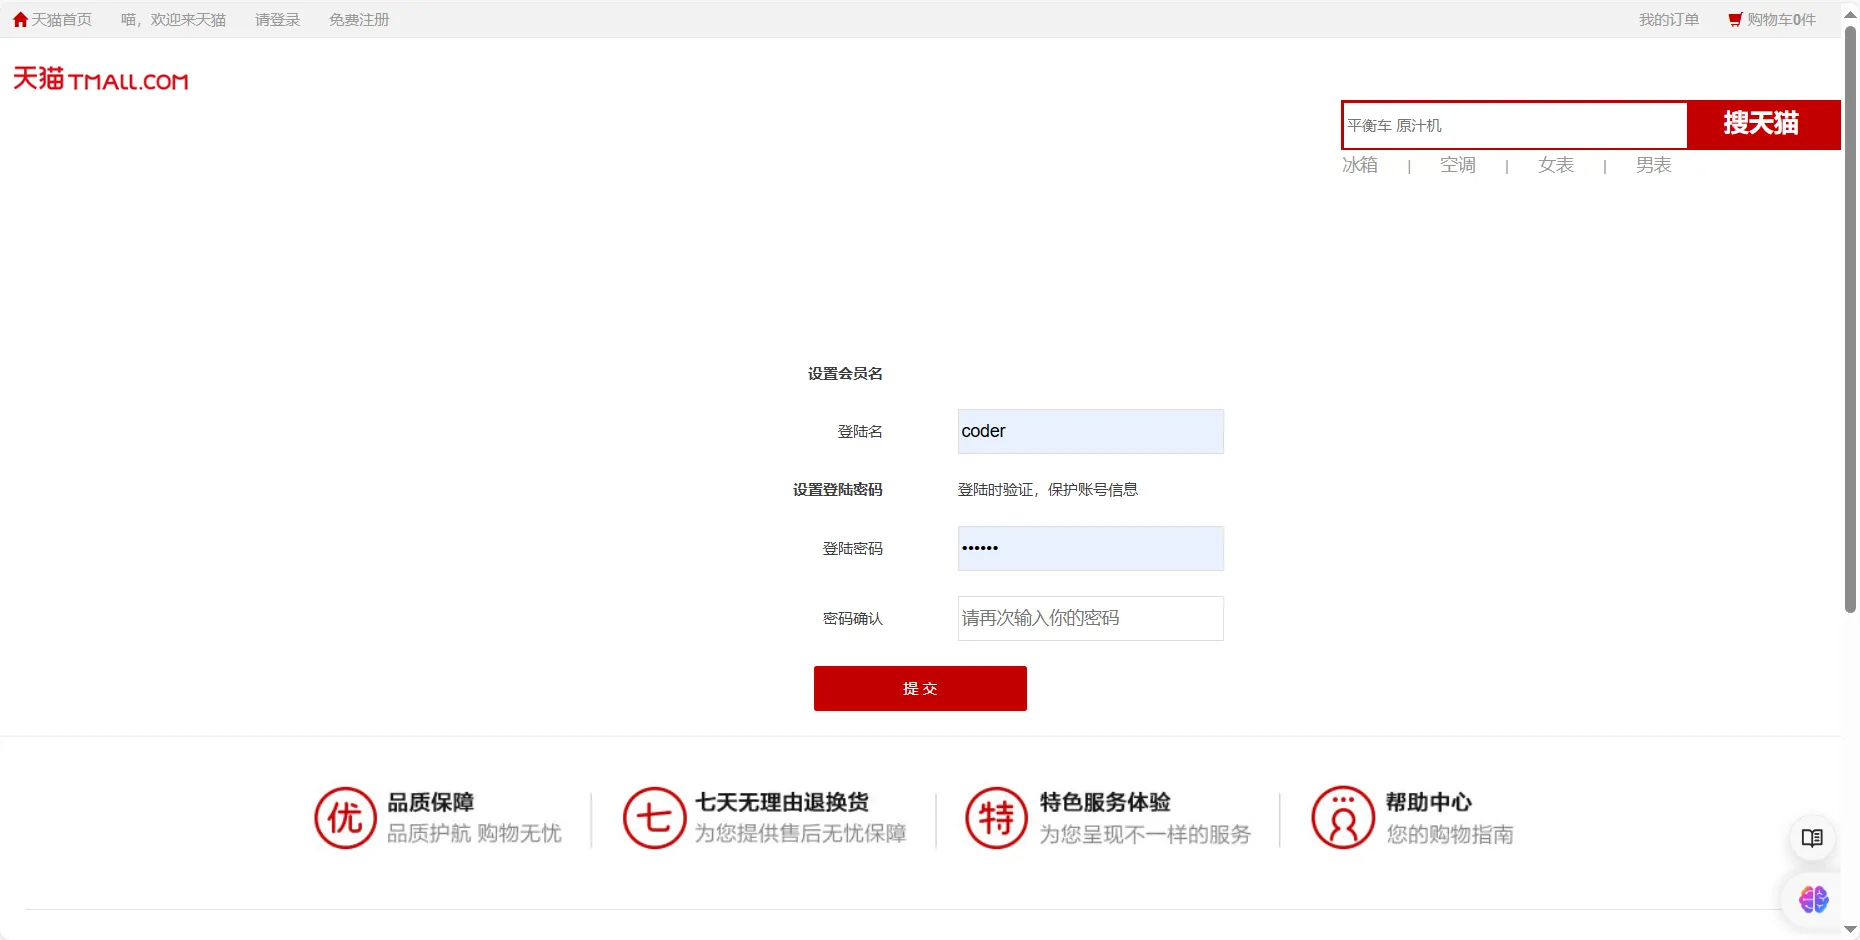 天猫首页 喵，欢迎来天猫 请登录 免费注册 我的订单 购物车0件
天猫 TMALL.COM
平衡车 原汁机 搜天猫
冰箱 | 空调 | 女表 | 男表
设置会员名
登陆名 coder
设置登陆密码 登陆时验证，保护账号信息
登陆密码 ••••••
密码确认 请再次输入你的密码
提 交
优 品质保障 七 七天无理由退换货 特 特色服务体验 帮助中心
品质护航 购物无忧 为您提供售后无忧保障 为您呈现不一样的服务 您的购物指南